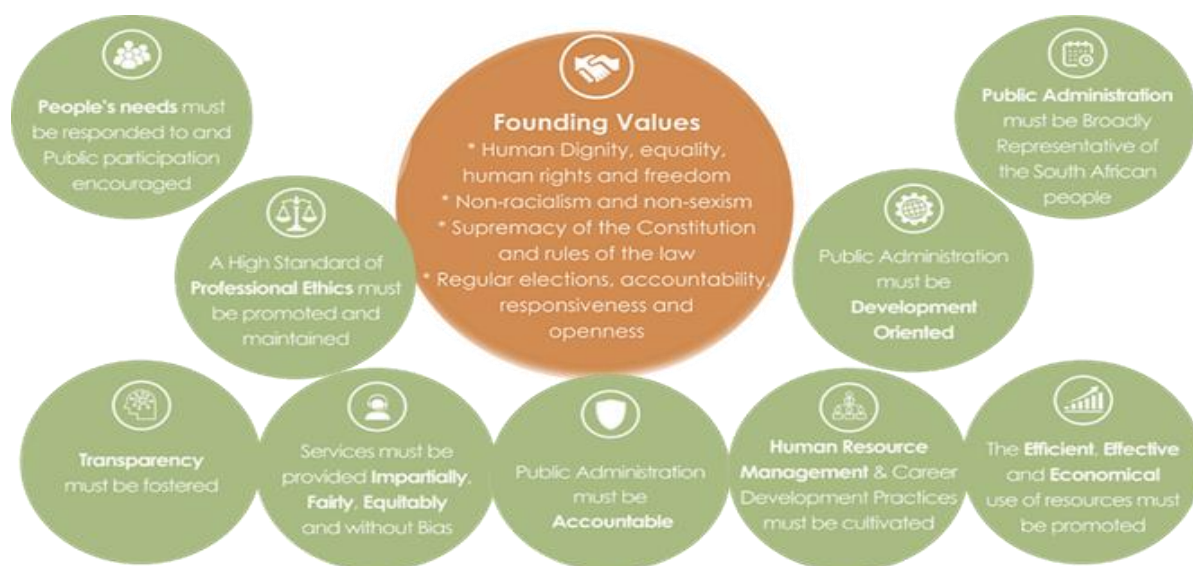 People's needs must
be responded to and
Public participation
encouraged
Founding Values
* Human Dignity, equality,
human rights and freedom
* Non-racialism and non-sexism
* Supremacy of the Constitution
and rules of the law
* Regular elections, accountability,
responsiveness and
openness
Public Administration
must be Broadly
Representative of
the South African
people
A High Standard of
Professional Ethics must
be promoted and
maintained
Public Administration
must be
Development
Oriented
Transparency
must be fostered
Services must be
provided Impartially,
Fairly, Equitably
and without Bias
Public Administration
must be
Accountable
Human Resource
Management & Career
Development Practices
must be cultivated
The Efficient, Effective
and Economical
use of resources must
be promoted